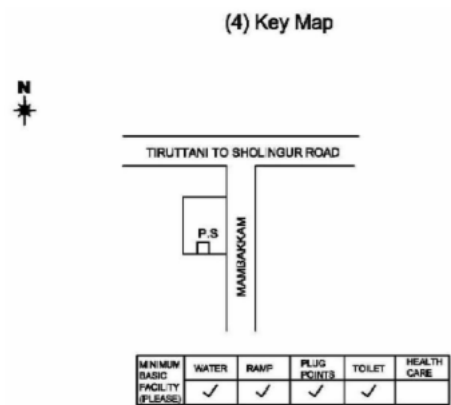 (4) Key Map
N
TIRUTTANI TO SHOLINGUR ROAD
P.S
MAMBAKKAM
MINIMUM BASIC FACILITY (PLEASE) WATER RAMP PLUG POINTS TOILET HEALTH CARE
✓ ✓ ✓ ✓